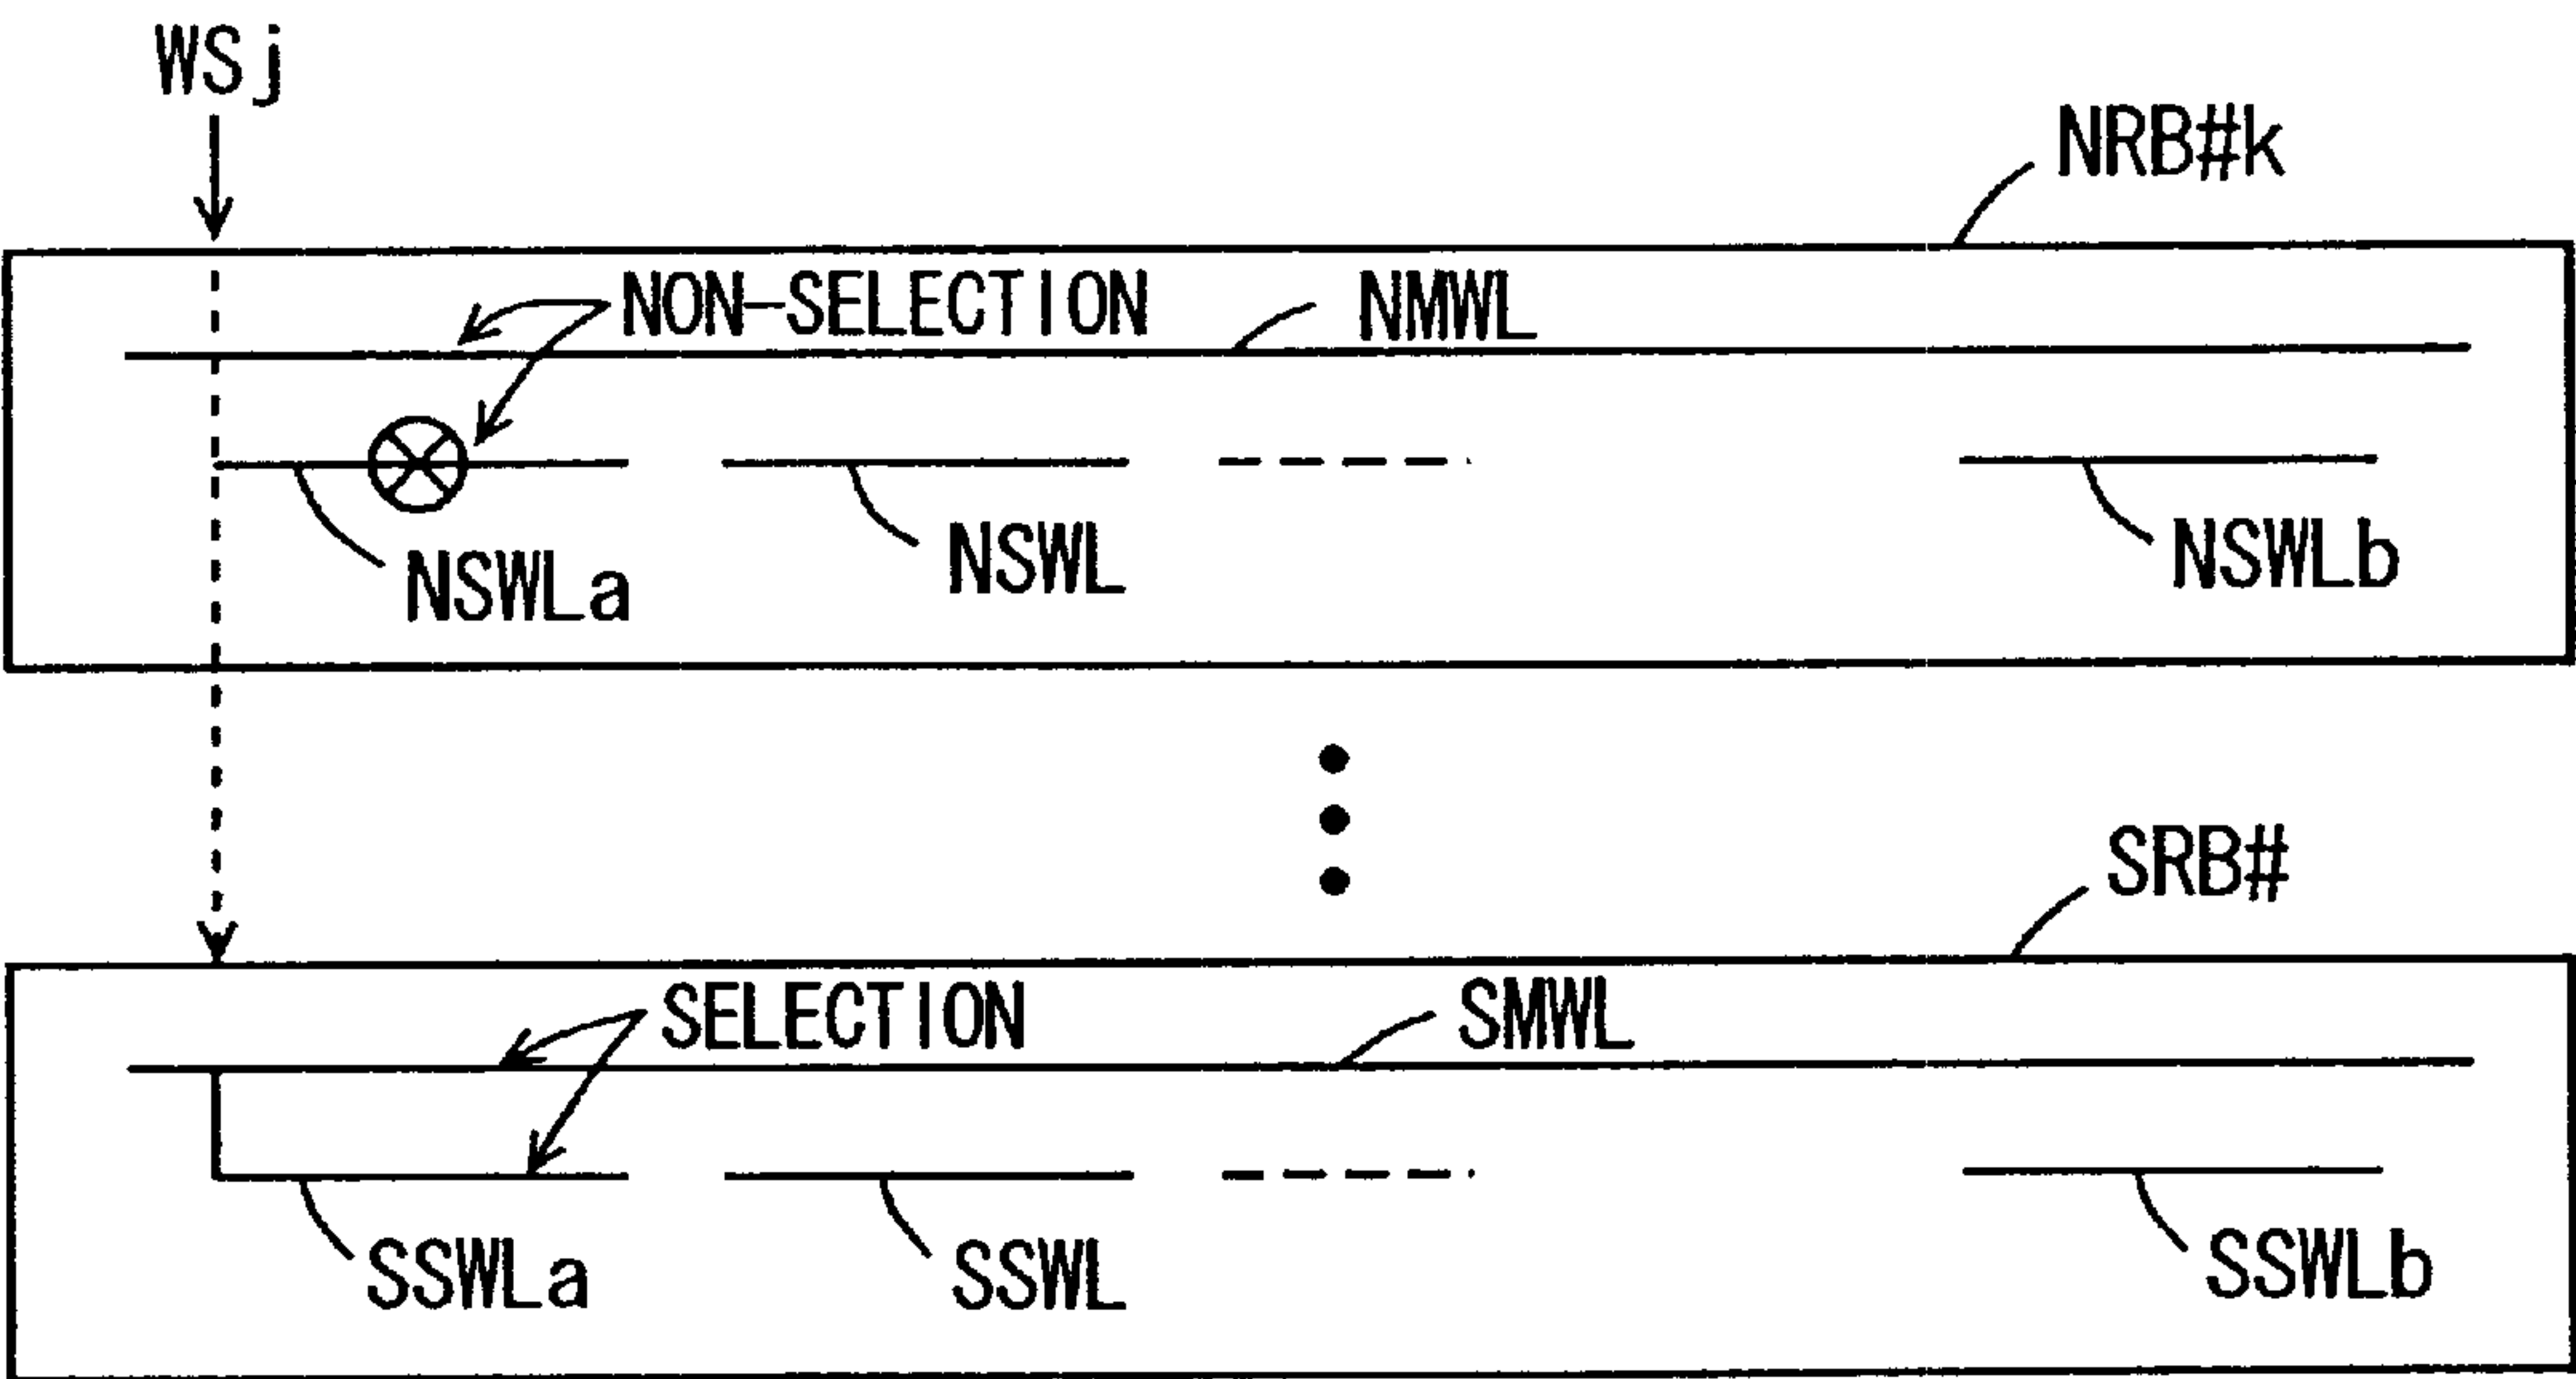 WSj
NRB#k
NON-SELECTION
NMWL
NSWLa
NSWL
NSWLb
SRB#
SELECTION
SMWL
SSWLa
SSWL
SSWLb